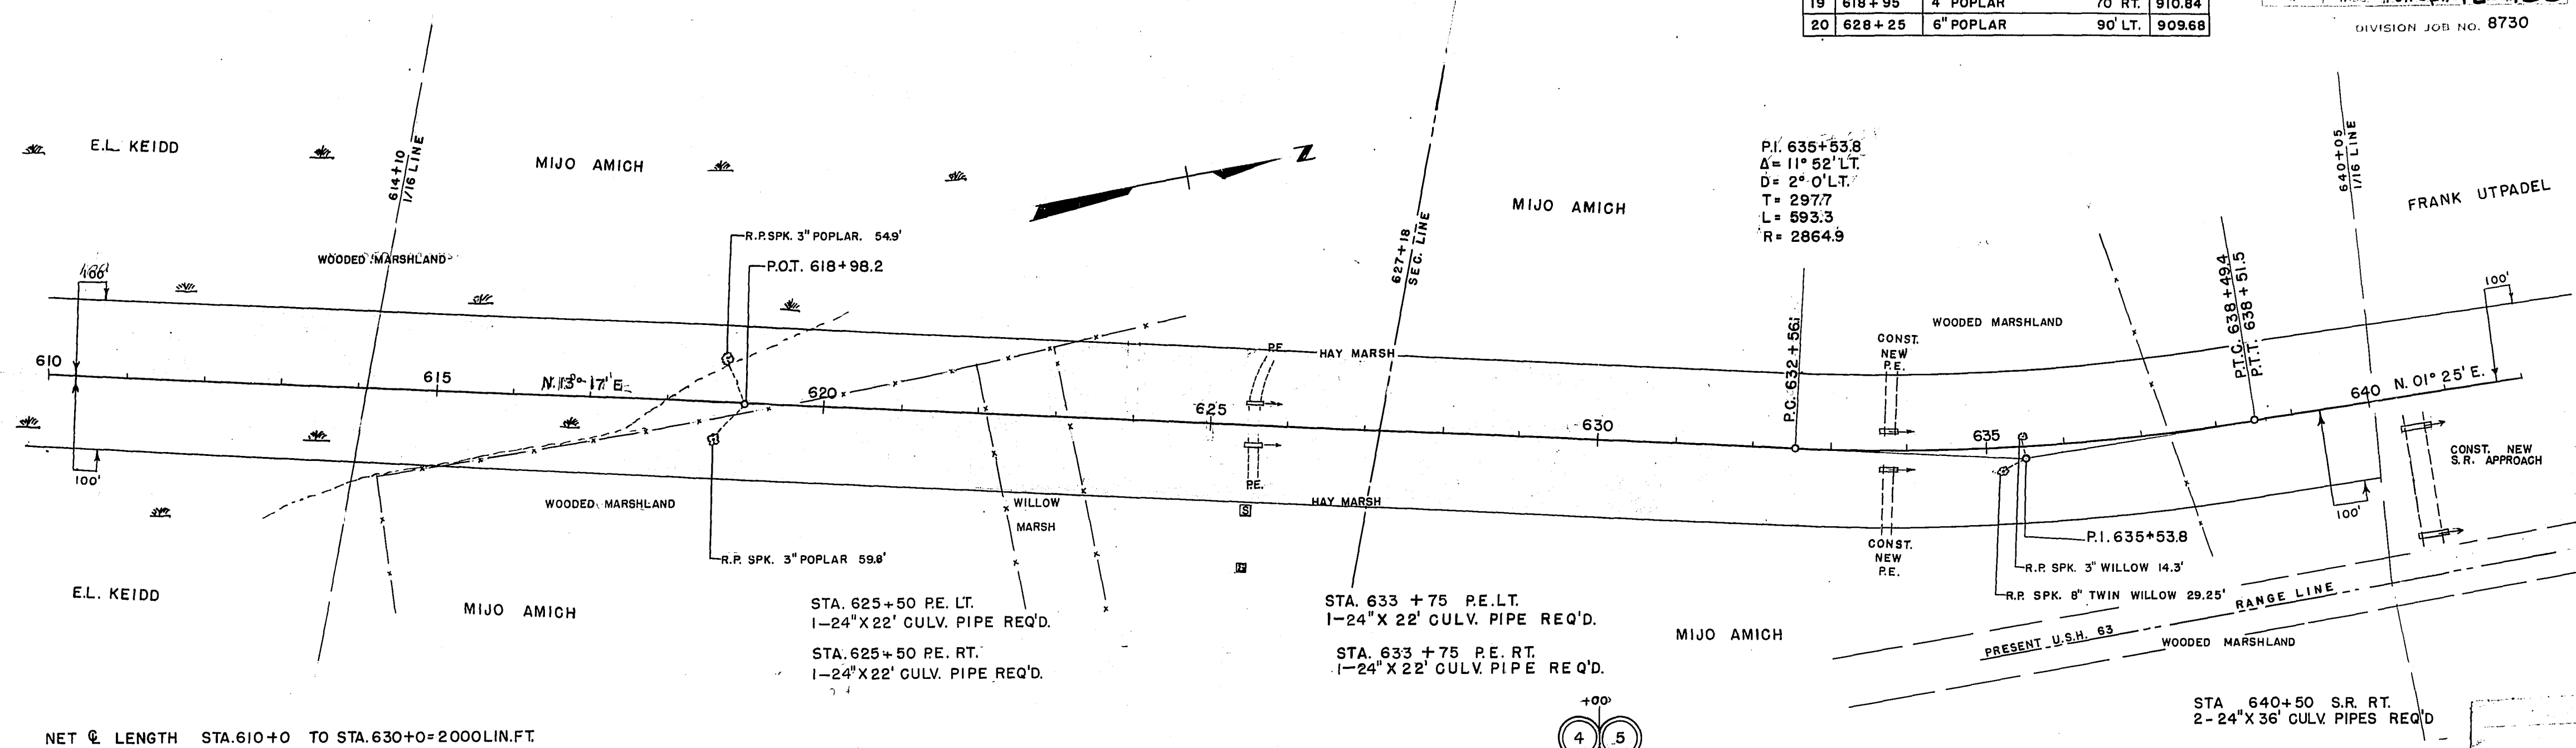 19 618+95 4" POPLAR 70' RT. 910.84
20 628+25 6" POPLAR 90' LT. 909.68
DIVISION JOB NO. 8730
E.L. KEIDD
614+10
1/16 LINE
MIJO AMICH
Z
627+18
SEC. LINE
MIJO AMICH
P.I. 635+53.8
Δ= 11° 52' LT.
D= 2° 0' LT.
T= 297.7
L= 593.3
R= 2864.9
640+05
1/16 LINE
FRANK UTPADEL
WOODED MARSHLAND
R.P. SPK. 3" POPLAR. 54.9'
P.O.T. 618+98.2
P.T.C. 638+49.4
P.T.T. 638+51.5
100'
WOODED MARSHLAND
P.C. 632+56.1
CONST.
NEW
P.E.
P.E.
HAY MARSH
610
615
N. 13°-17' E.
620
625
630
635
640
N. 01° 25' E.
CONST. NEW
S.R. APPROACH
100'
WOODED MARSHLAND
WILLOW
MARSH
P.E.
S
HAY MARSH
CONST.
NEW
P.E.
100'
P.I. 635+53.8
R.P. SPK. 3" WILLOW 14.3'
R.P. SPK. 8" TWIN WILLOW 29.25'
RANGE LINE
PRESENT U.S.H. 63
WOODED MARSHLAND
E.L. KEIDD
MIJO AMICH
STA. 625+50 P.E. LT.
1-24" X 22' CULV. PIPE REQ'D.
STA. 625+50 P.E. RT.
1-24" X 22' CULV. PIPE REQ'D.
STA. 633 +75 P.E. LT.
1-24" X 22' CULV. PIPE REQ'D.
STA. 633 +75 P.E. RT.
1-24" X 22' CULV. PIPE REQ'D.
MIJO AMICH
STA 640+50 S.R. RT.
2-24" X 36' CULV. PIPES REQ'D
+00
4 5
NET ℄ LENGTH STA. 610+0 TO STA. 630+0=2000 LIN. FT.